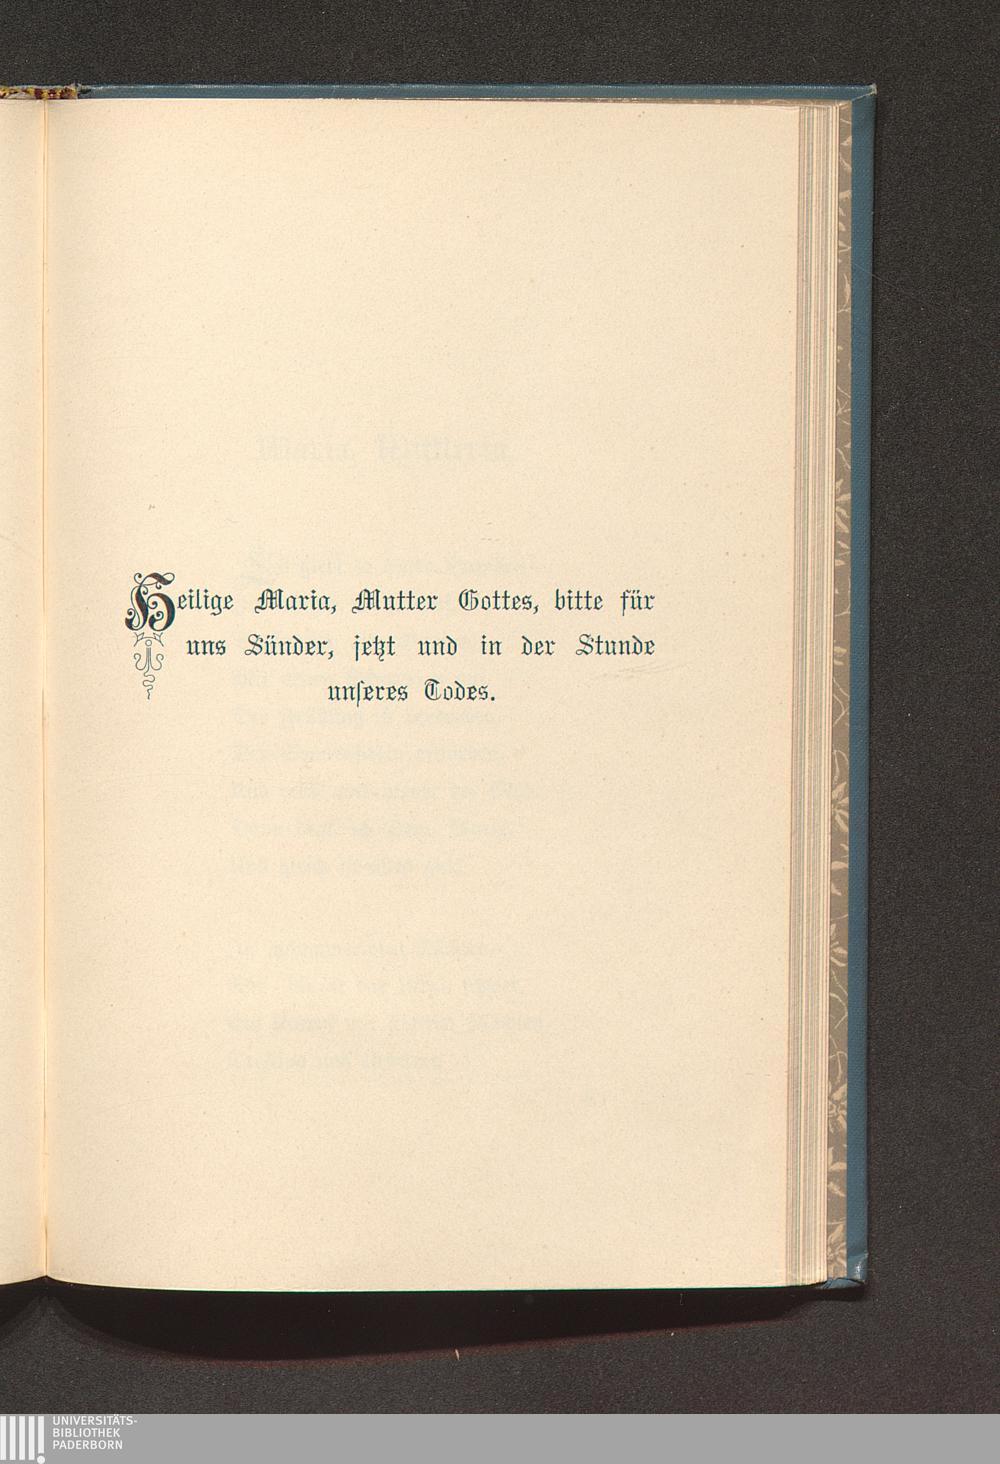 Heilige Maria, Mutter Gottes, bitte für
uns Sünder, jetzt und in der Stunde
unſeres Todes.
UNIVERSITÄTS-
BIBLIOTHEK
PADERBORN